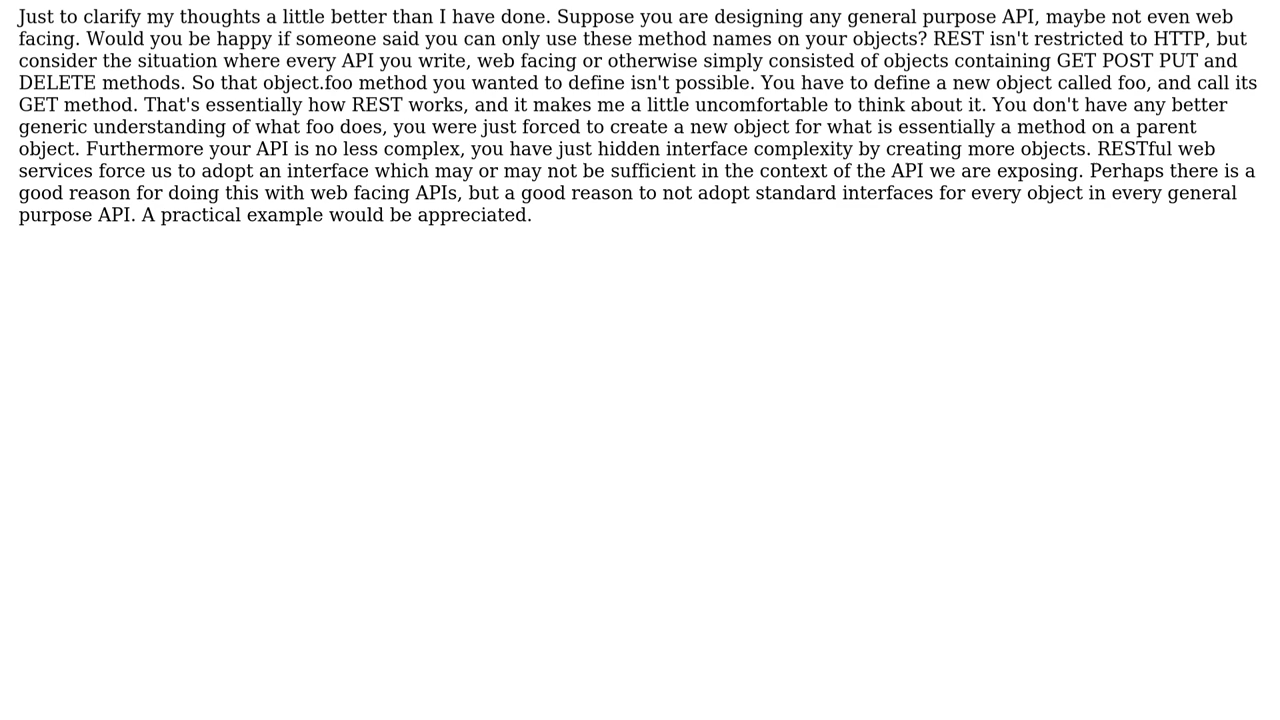 Just to clarify my thoughts a little better than I have done. Suppose you are designing any general purpose API, maybe not even web
facing. Would you be happy if someone said you can only use these method names on your objects? REST isn't restricted to HTTP, but
consider the situation where every API you write, web facing or otherwise simply consisted of objects containing GET POST PUT and
DELETE methods. So that object.foo method you wanted to define isn't possible. You have to define a new object called foo, and call its
GET method. That's essentially how REST works, and it makes me a little uncomfortable to think about it. You don't have any better
generic understanding of what foo does, you were just forced to create a new object for what is essentially a method on a parent
object. Furthermore your API is no less complex, you have just hidden interface complexity by creating more objects. RESTful web
services force us to adopt an interface which may or may not be sufficient in the context of the API we are exposing. Perhaps there is a
good reason for doing this with web facing APIs, but a good reason to not adopt standard interfaces for every object in every general
purpose API. A practical example would be appreciated.